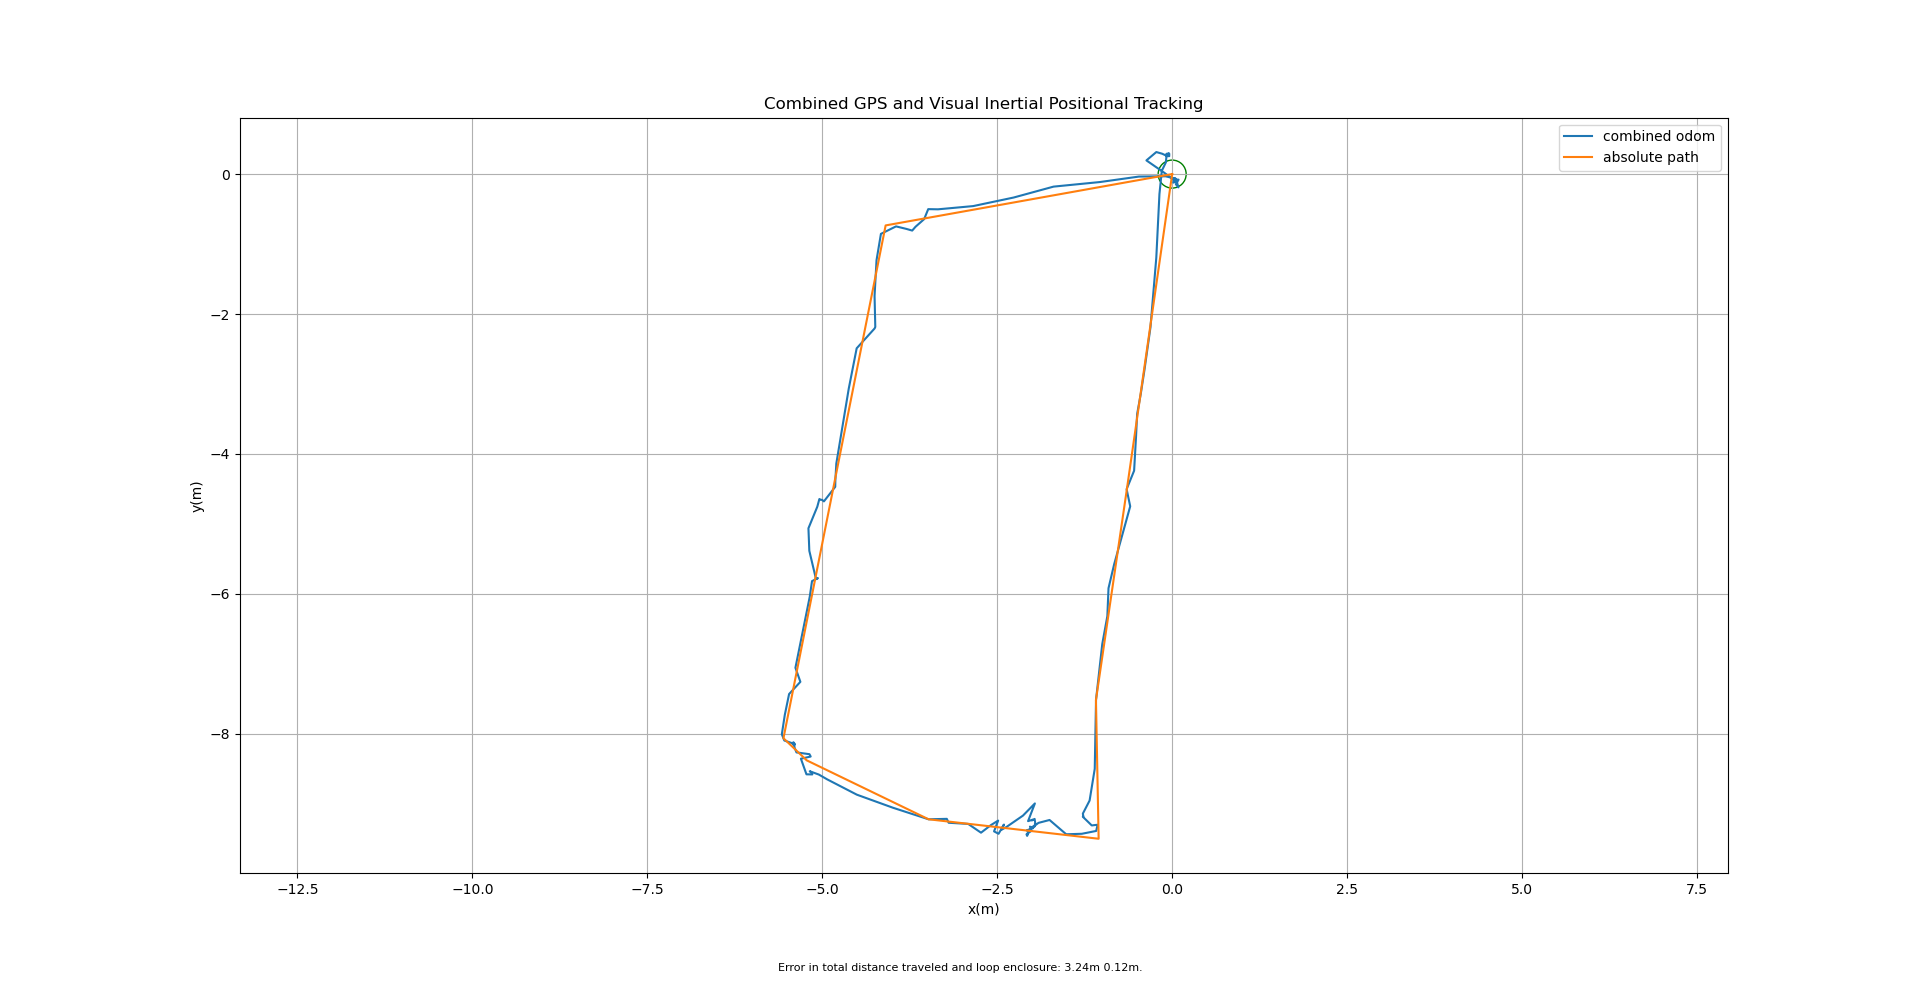 Combined GPS and Visual Inertial Positional Tracking
combined odom
absolute path
0
−2
−4
−6
−8
y(m)
−12.5 −10.0 −7.5 −5.0 −2.5 0.0 2.5 5.0 7.5
x(m)
Error in total distance traveled and loop enclosure: 3.24m 0.12m.